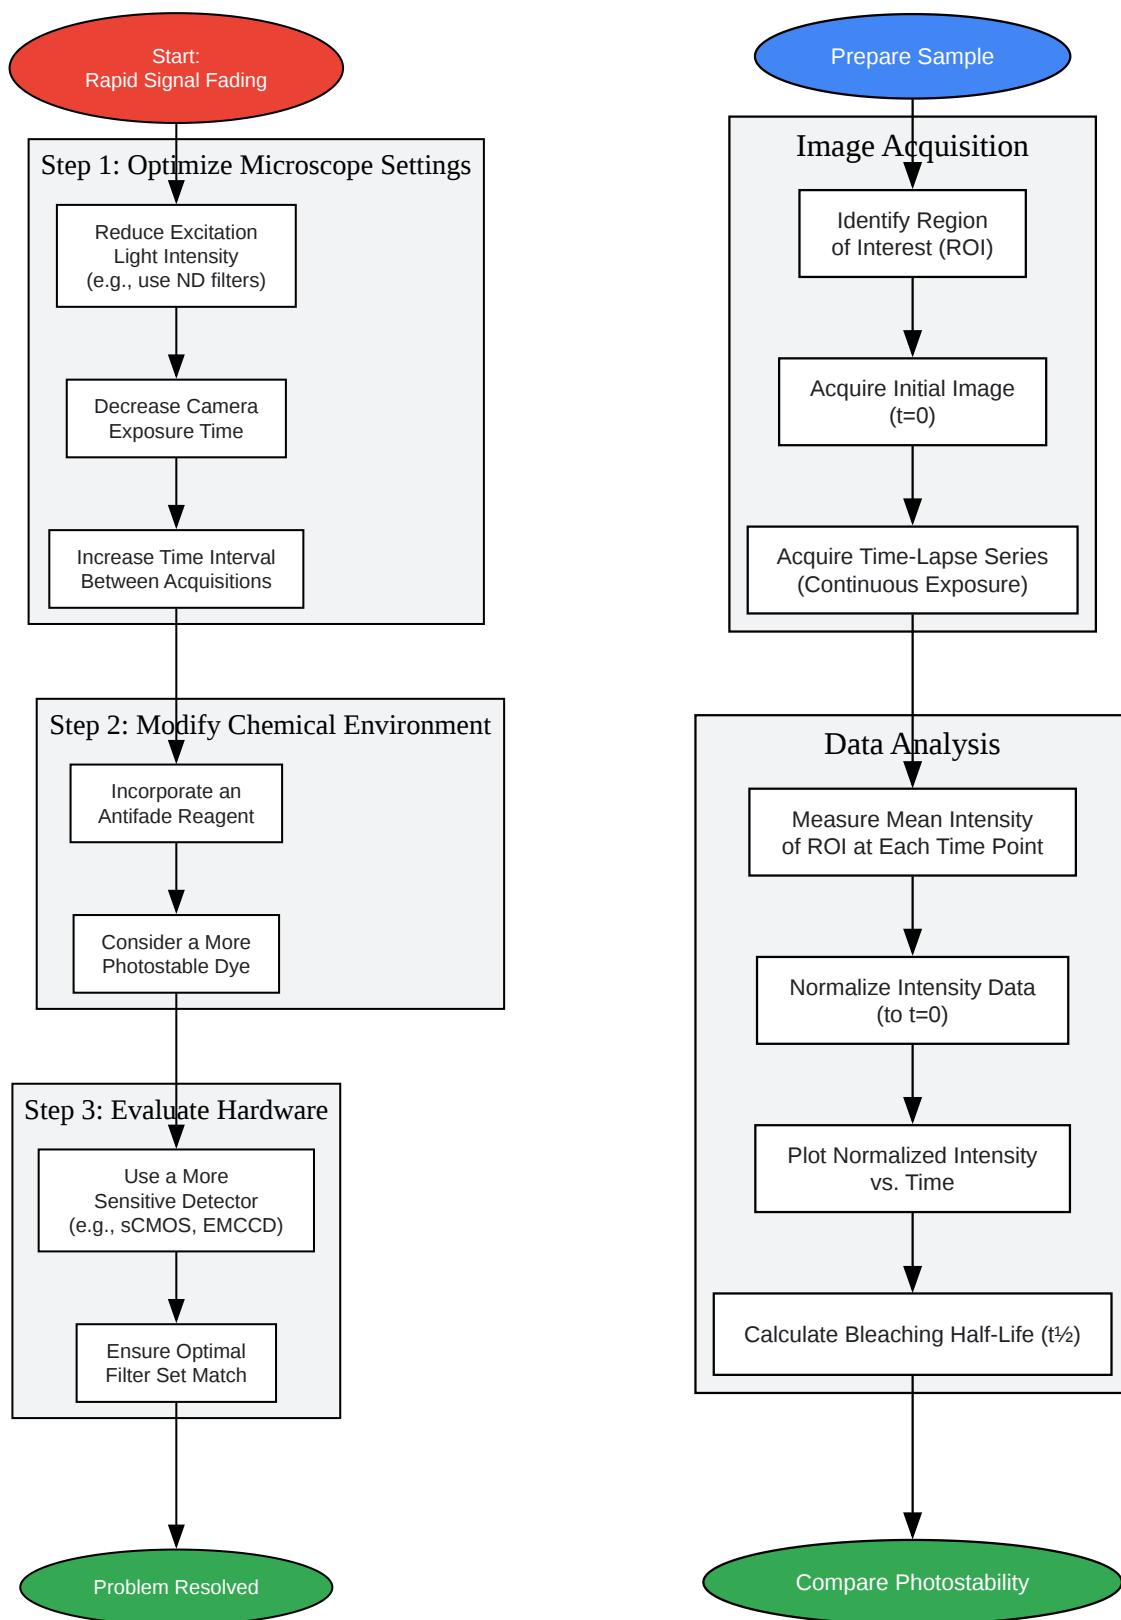 Start:
Rapid Signal Fading
Step 1: Optimize Microscope Settings
Reduce Excitation
Light Intensity
(e.g., use ND filters)
Decrease Camera
Exposure Time
Increase Time Interval
Between Acquisitions
Step 2: Modify Chemical Environment
Incorporate an
Antifade Reagent
Consider a More
Photostable Dye
Step 3: Evaluate Hardware
Use a More
Sensitive Detector
(e.g., sCMOS, EMCCD)
Ensure Optimal
Filter Set Match
Problem Resolved
Prepare Sample
Image Acquisition
Identify Region
of Interest (ROI)
Acquire Initial Image
(t=0)
Acquire Time-Lapse Series
(Continuous Exposure)
Data Analysis
Measure Mean Intensity
of ROI at Each Time Point
Normalize Intensity Data
(to t=0)
Plot Normalized Intensity
vs. Time
Calculate Bleaching Half-Life (t½)
Compare Photostability